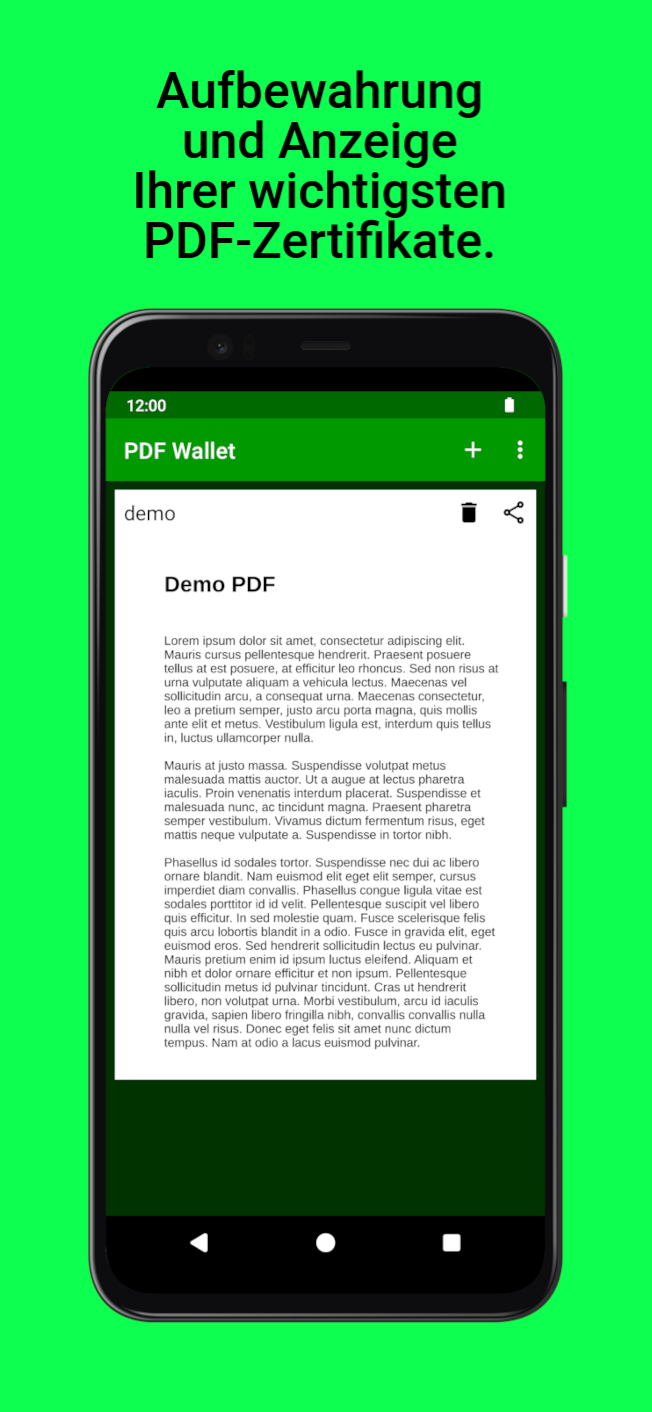 Aufbewahrung
und Anzeige
Ihrer wichtigsten
PDF-Zertifikate.
12:00
PDF Wallet
demo
Demo PDF
Lorem ipsum dolor sit amet, consectetur adipiscing elit.
Mauris cursus pellentesque hendrerit. Praesent posuere
tellus at est posuere, at efficitur leo rhoncus. Sed non risus at
urna vulputate aliquam a vehicula lectus. Maecenas vel
sollicitudin arcu, a consequat urna. Maecenas consectetur,
leo a pretium semper, justo arcu porta magna, quis mollis
ante elit et metus. Vestibulum ligula est, interdum quis tellus
in, luctus ullamcorper nulla.
Mauris at justo massa. Suspendisse volutpat metus
malesuada mattis auctor. Ut a augue at lectus pharetra
iaculis. Proin venenatis interdum placerat. Suspendisse et
malesuada nunc, ac tincidunt magna. Praesent pharetra
semper vestibulum. Vivamus dictum fermentum risus, eget
mattis neque vulputate a. Suspendisse in tortor nibh.
Phasellus id sodales tortor. Suspendisse nec dui ac libero
ornare blandit. Nam euismod elit eget elit semper, cursus
imperdiet diam convallis. Phasellus congue ligula vitae est
sodales porttitor id id velit. Pellentesque suscipit vel libero
quis efficitur. In sed molestie quam. Fusce scelerisque felis
quis arcu lobortis blandit in a odio. Fusce in gravida elit, eget
euismod eros. Sed hendrerit sollicitudin lectus eu pulvinar.
Mauris pretium enim id ipsum luctus eleifend. Aliquam et
nibh et dolor ornare efficitur et non ipsum. Pellentesque
sollicitudin metus id pulvinar tincidunt. Cras ut hendrerit
libero, non volutpat urna. Morbi vestibulum, arcu id iaculis
gravida, sapien libero fringilla nibh, convallis convallis nulla
nulla vel risus. Donec eget felis sit amet nunc dictum
tempus. Nam at odio a lacus euismod pulvinar.